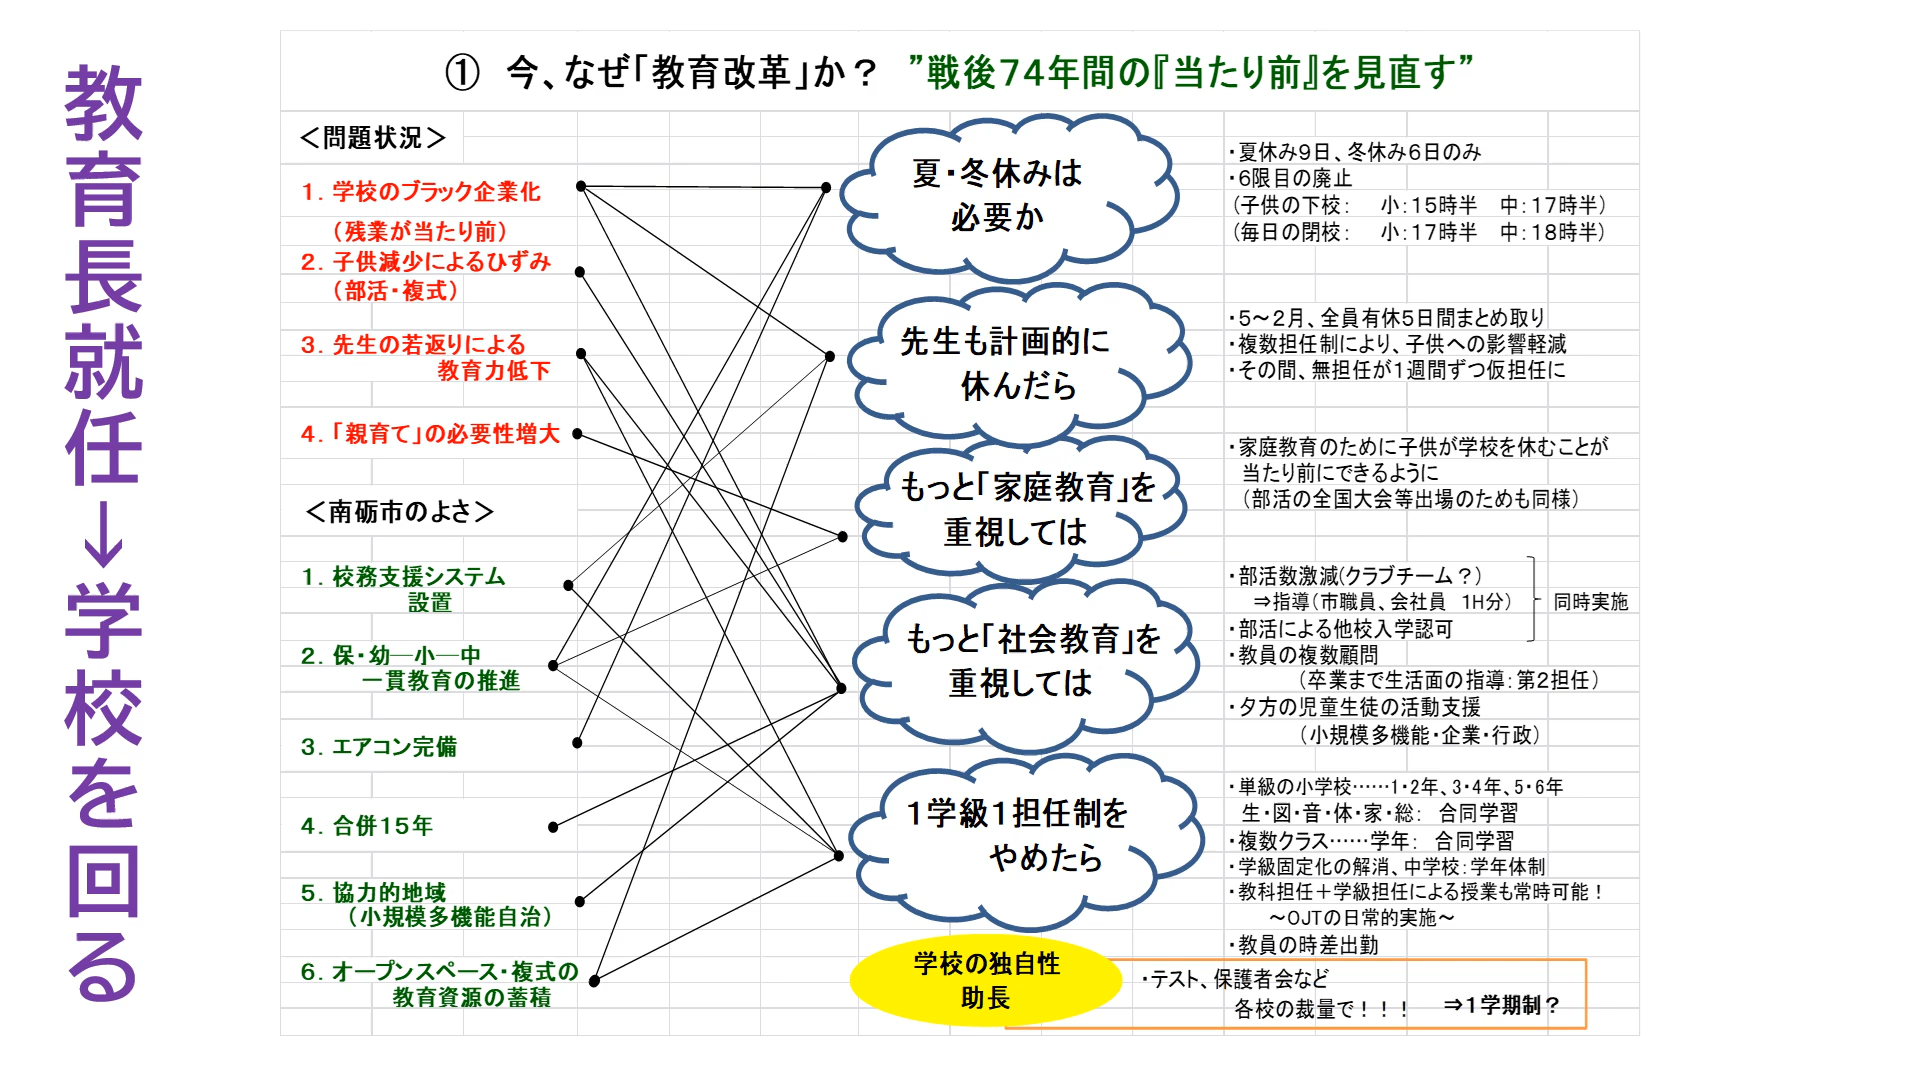 教育長就任→学校を回る
① 今、なぜ「教育改革」か？ ”戦後74年間の『当たり前』を見直す”
＜問題状況＞
1．学校のブラック企業化
（残業が当たり前）
2．子供減少によるひずみ
（部活・複式）
3．先生の若返りによる
教育力低下
4．「親育て」の必要性増大
＜南砺市のよさ＞
1．校務支援システム
設置
2．保・幼―小―中
一貫教育の推進
3．エアコン完備
4．合併15年
5．協力的地域
（小規模多機能自治）
6．オープンスペース・複式の
教育資源の蓄積
夏・冬休みは
必要か
先生も計画的に
休んだら
もっと「家庭教育」を
重視しては
もっと「社会教育」を
重視しては
1学級1担任制を
やめたら
学校の独自性
助長
・夏休み9日、冬休み6日のみ
・6限目の廃止
（子供の下校： 小：15時半 中：17時半）
（毎日の閉校： 小：17時半 中：18時半）
・5～2月、全員有休5日間まとめ取り
・複数担任制により、子供への影響軽減
・その間、無担任が1週間ずつ仮担任に
・家庭教育のために子供が学校を休むことが
当たり前にできるように
（部活の全国大会等出場のためも同様）
・部活数激減(クラブチーム？)
⇒指導（市職員、会社員 1H分）
同時実施
・部活による他校入学認可
・教員の複数顧問
（卒業まで生活面の指導：第2担任）
・夕方の児童生徒の活動支援
（小規模多機能・企業・行政）
・単級の小学校……1・2年、3・4年、5・6年
生・図・音・体・家・総： 合同学習
・複数クラス……学年： 合同学習
・学級固定化の解消、中学校：学年体制
・教科担任＋学級担任による授業も常時可能！
～OJTの日常的実施～
・教員の時差出勤
・テスト、保護者会など
各校の裁量で！！！ ⇒1学期制？